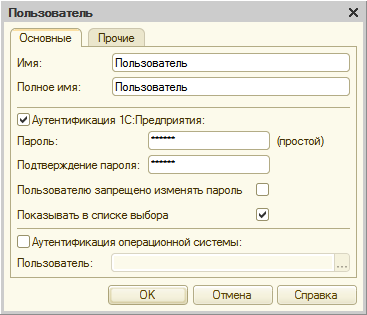 Пользователь
Основные Прочие
Имя: Пользователь
Полное имя: Пользователь
Аутентификация 1С:Предприятия:
Пароль: ****** (простой)
Подтверждение пароля: ******
Пользователю запрещено изменять пароль
Показывать в списке выбора
Аутентификация операционной системы:
Пользователь: ...
OK Отмена Справка